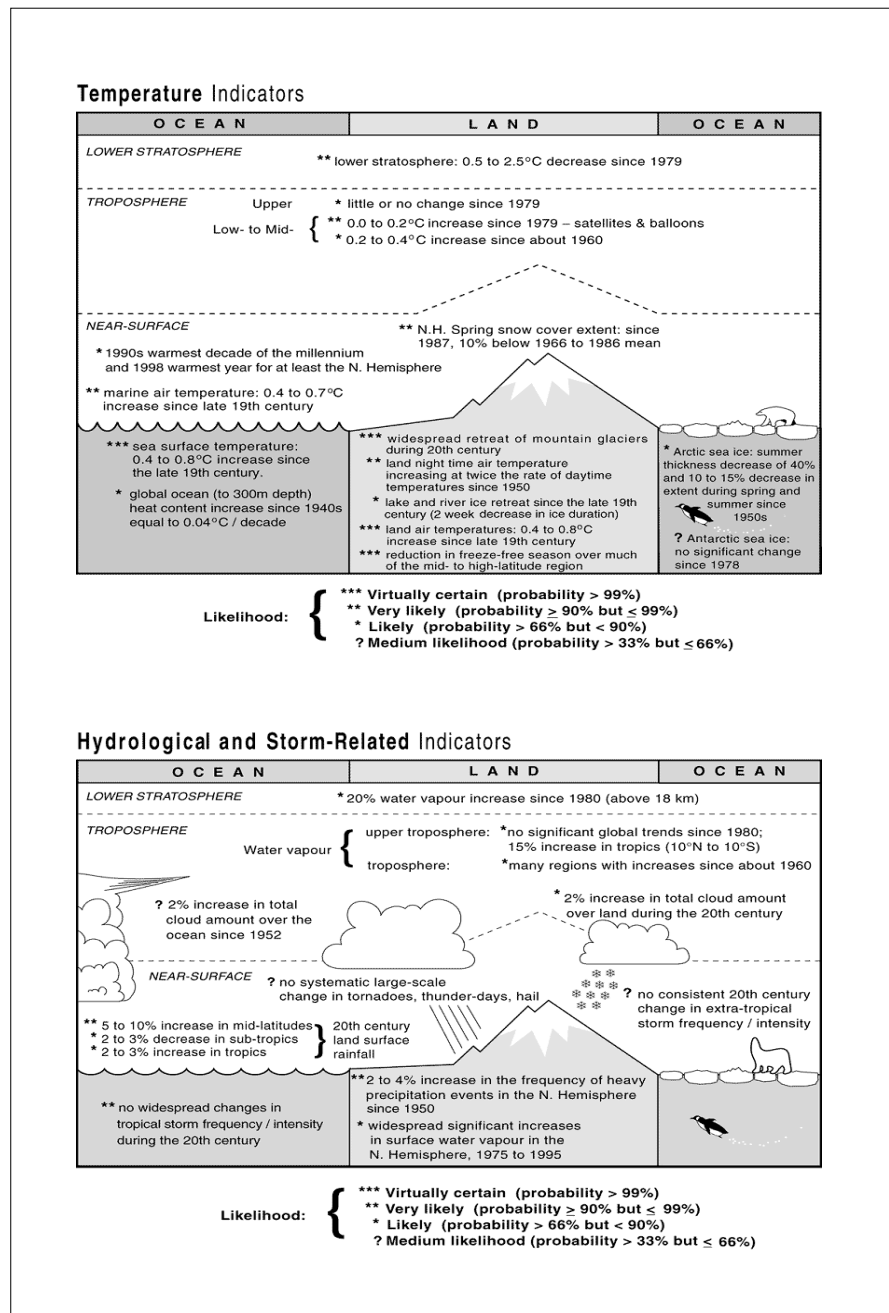 Temperature Indicators
OCEAN LAND OCEAN
LOWER STRATOSPHERE
** lower stratosphere: 0.5 to 2.5°C decrease since 1979
TROPOSPHERE
Upper * little or no change since 1979
Low- to Mid- { ** 0.0 to 0.2°C increase since 1979 – satellites & balloons
* 0.2 to 0.4°C increase since about 1960
NEAR-SURFACE
** N.H. Spring snow cover extent: since
1987, 10% below 1966 to 1986 mean
* 1990s warmest decade of the millennium
and 1998 warmest year for at least the N. Hemisphere
** marine air temperature: 0.4 to 0.7°C
increase since late 19th century
*** sea surface temperature:
0.4 to 0.8°C increase since
the late 19th century.
* global ocean (to 300m depth)
heat content increase since 1940s
equal to 0.04°C / decade
*** widespread retreat of mountain glaciers
during 20th century
** land night time air temperature
increasing at twice the rate of daytime
temperatures since 1950
* lake and river ice retreat since the late 19th
century (2 week decrease in ice duration)
*** land air temperatures: 0.4 to 0.8°C
increase since late 19th century
*** reduction in freeze-free season over much
of the mid- to high-latitude region
* Arctic sea ice: summer
thickness decrease of 40%
and 10 to 15% decrease in
extent during spring and
summer since
1950s
? Antarctic sea ice:
no significant change
since 1978
Likelihood: {
*** Virtually certain (probability > 99%)
** Very likely (probability ≥ 90% but ≤ 99%)
* Likely (probability > 66% but < 90%)
? Medium likelihood (probability > 33% but ≤ 66%)
Hydrological and Storm-Related Indicators
OCEAN LAND OCEAN
LOWER STRATOSPHERE
* 20% water vapour increase since 1980 (above 18 km)
TROPOSPHERE
Water vapour {
upper troposphere: *no significant global trends since 1980;
15% increase in tropics (10°N to 10°S)
troposphere: *many regions with increases since about 1960
? 2% increase in total
cloud amount over the
ocean since 1952
* 2% increase in total cloud amount
over land during the 20th century
NEAR-SURFACE
? no systematic large-scale
change in tornadoes, thunder-days, hail
? no consistent 20th century
change in extra-tropical
storm frequency / intensity
** 5 to 10% increase in mid-latitudes
* 2 to 3% decrease in sub-tropics
* 2 to 3% increase in tropics
} 20th century
land surface
rainfall
** no widespread changes in
tropical storm frequency / intensity
during the 20th century
**2 to 4% increase in the frequency of heavy
precipitation events in the N. Hemisphere
since 1950
* widespread significant increases
in surface water vapour in the
N. Hemisphere, 1975 to 1995
Likelihood: {
*** Virtually certain (probability > 99%)
** Very likely (probability ≥ 90% but ≤ 99%)
* Likely (probability > 66% but < 90%)
? Medium likelihood (probability > 33% but ≤ 66%)